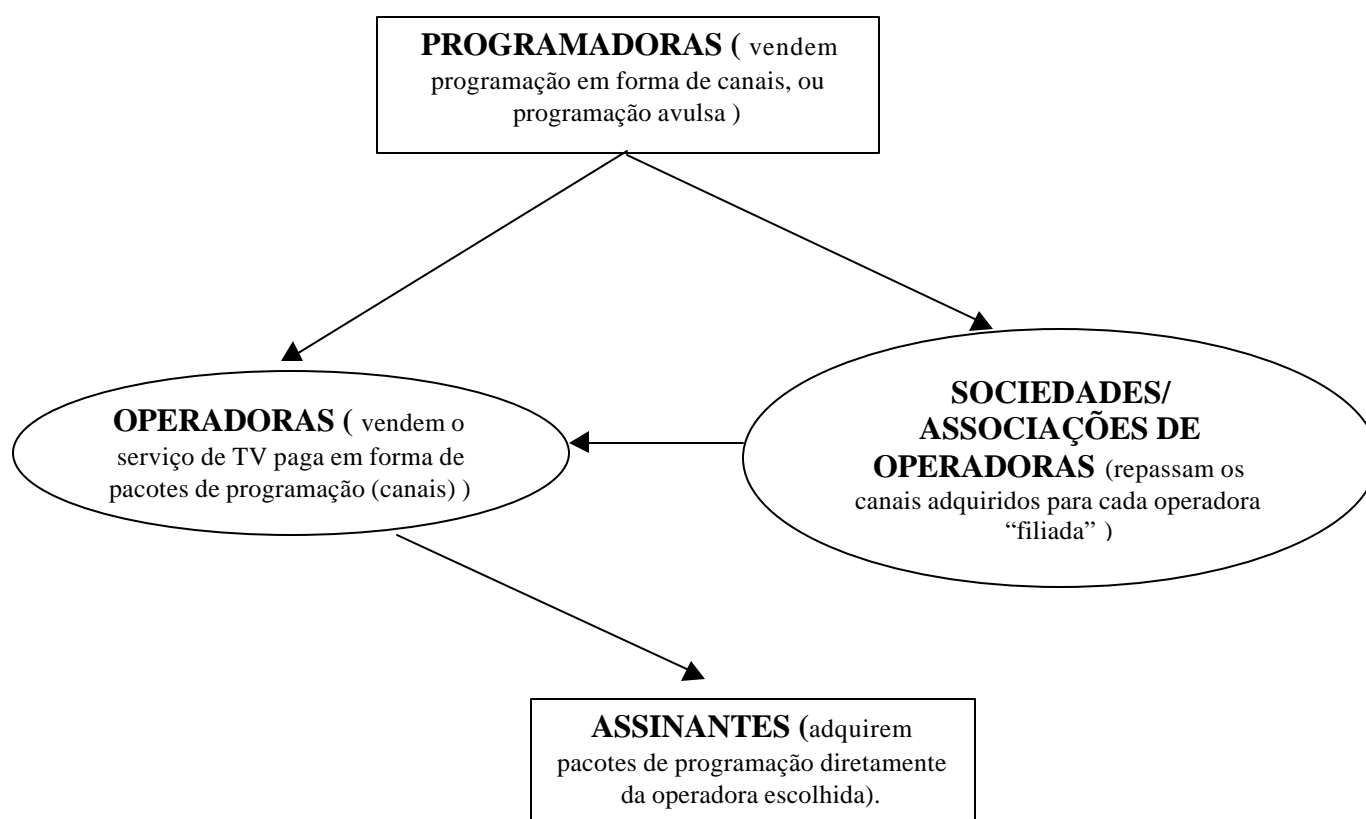 PROGRAMADORAS ( vendem
programação em forma de canais, ou
programação avulsa )
OPERADORAS ( vendem o
serviço de TV paga em forma de
pacotes de programação (canais) )
SOCIEDADES/
ASSOCIAÇÕES DE
OPERADORAS (repassam os
canais adquiridos para cada operadora
“filiada” )
ASSINANTES (adquirem
pacotes de programação diretamente
da operadora escolhida).